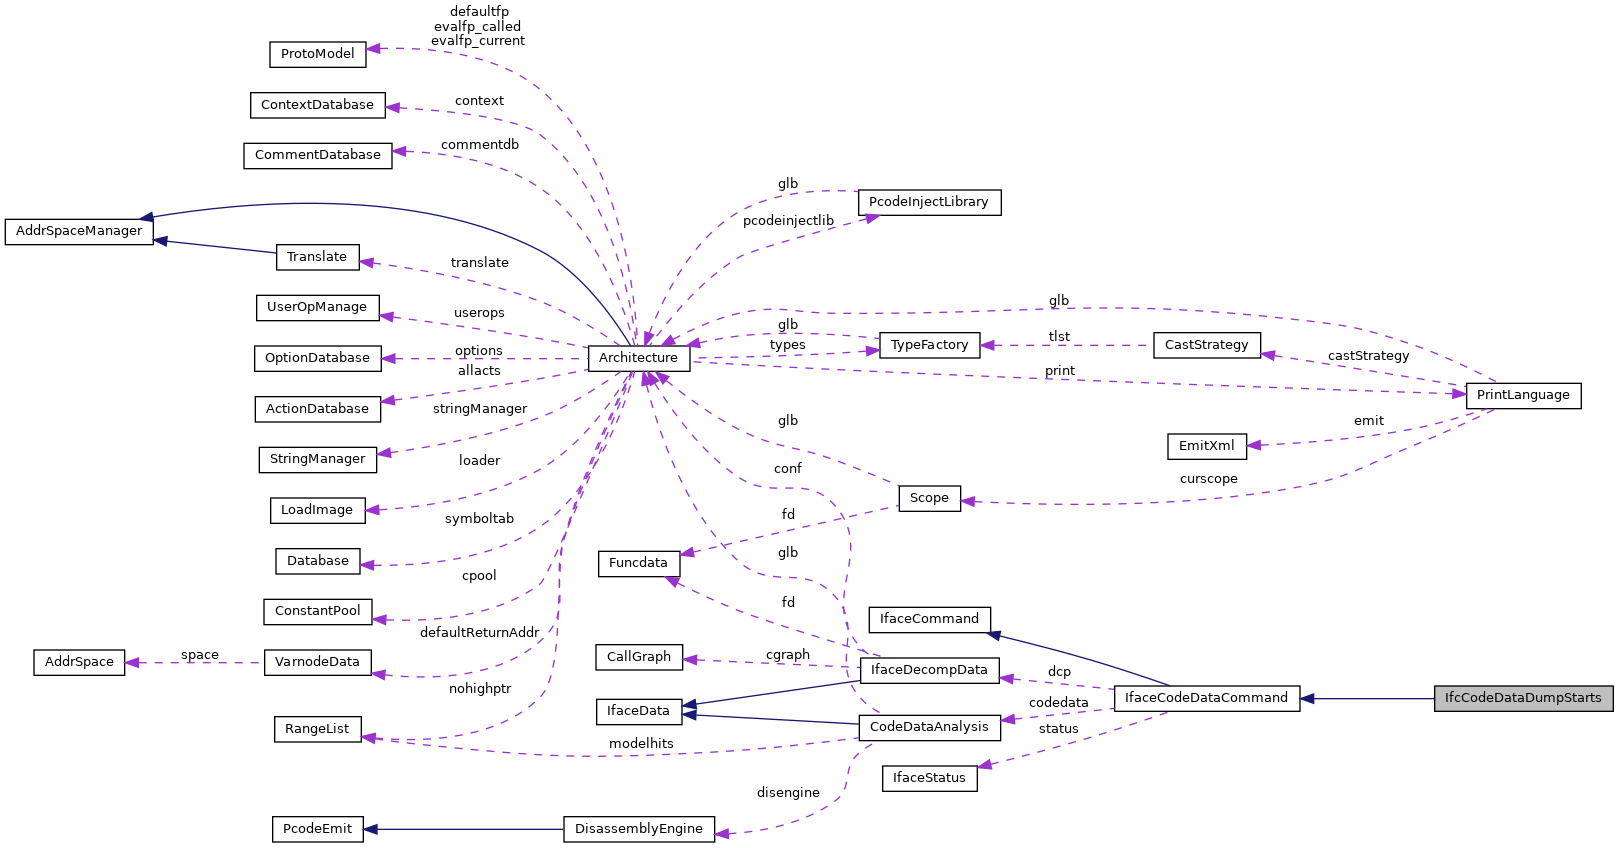 defaultfp
evalfp_called
evalfp_current
ProtoModel
context
ContextDatabase
commentdb
CommentDatabase
glb
PcodeInjectLibrary
pcodeinjectlib
AddrSpaceManager
Translate
translate
UserOpManage
userops
glb
glb
OptionDatabase
options
Architecture
types
TypeFactory
tlst
CastStrategy
castStrategy
allacts
print
PrintLanguage
ActionDatabase
stringManager
glb
emit
EmitXml
StringManager
loader
conf
curscope
Scope
LoadImage
symboltab
fd
Database
Funcdata
glb
cpool
ConstantPool
fd
IfaceCommand
defaultReturnAddr
AddrSpace
space
VarnodeData
CallGraph
cgraph
IfaceDecompData
dcp
nohighptr
IfaceData
IfaceCodeDataCommand
IfcCodeDataDumpStarts
codedata
RangeList
CodeDataAnalysis
status
modelhits
IfaceStatus
disengine
PcodeEmit
DisassemblyEngine